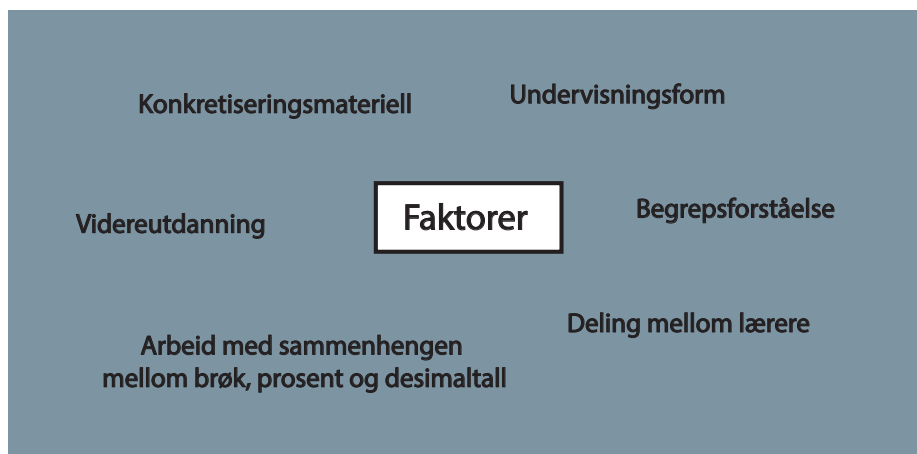 Konkretiseringsmateriell
Undervisningsform
Videreutdanning
Faktorer
Begrepsforståelse
Deling mellom lærere
Arbeid med sammenhengen
mellom brøk, prosent og desimaltall